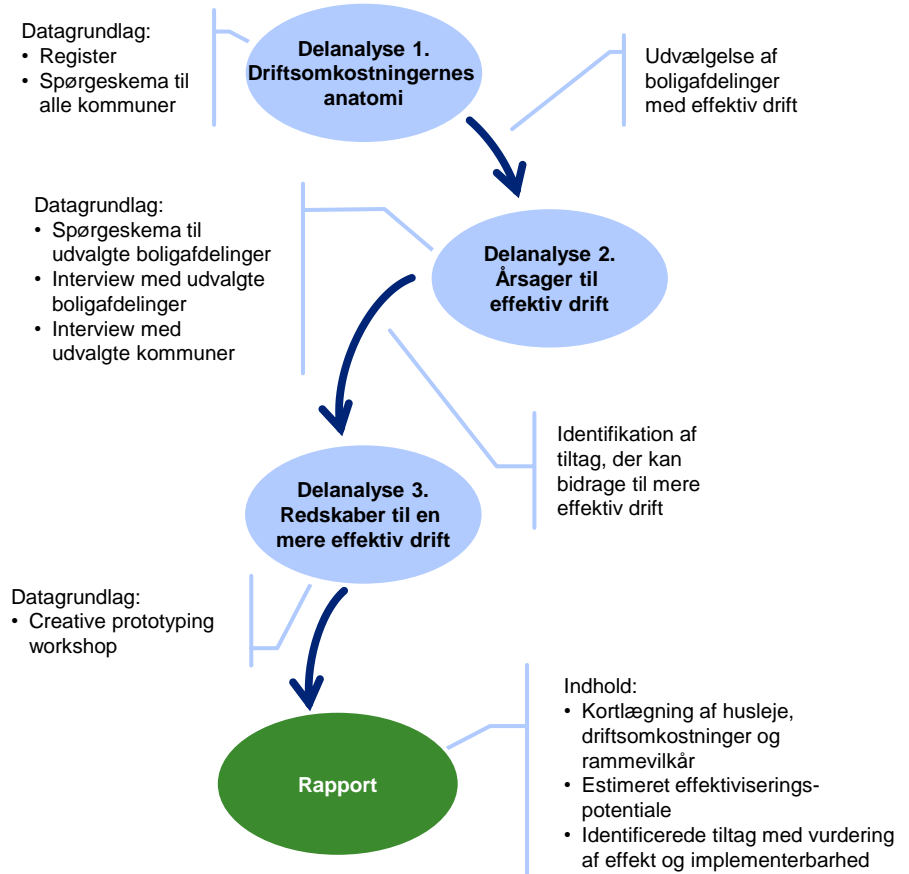 Datagrundlag:
• Register
• Spørgeskema til
alle kommuner
Delanalyse 1.
Driftsomkostningernes
anatomi
Udvælgelse af
boligafdelinger
med effektiv drift
Datagrundlag:
• Spørgeskema til
udvalgte boligafdelinger
• Interview med udvalgte
boligafdelinger
• Interview med
udvalgte kommuner
Delanalyse 2.
Årsager til
effektiv drift
Identifikation af
tiltag, der kan
bidrage til mere
effektiv drift
Delanalyse 3.
Redskaber til en
mere effektiv drift
Datagrundlag:
• Creative prototyping
workshop
Rapport
Indhold:
• Kortlægning af husleje,
driftsomkostninger og
rammevilkår
• Estimeret effektiviserings-
potentiale
• Identificerede tiltag med vurdering
af effekt og implementerbarhed